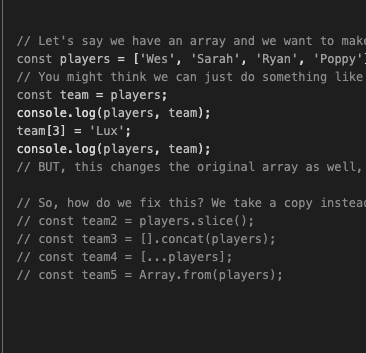 // Let's say we have an array and we want to make
const players = ['Wes', 'Sarah', 'Ryan', 'Poppy']
// You might think we can just do something like
const team = players;
console.log(players, team);
team[3] = 'Lux';
console.log(players, team);
// BUT, this changes the original array as well,
// So, how do we fix this? We take a copy instead
// const team2 = players.slice();
// const team3 = [].concat(players);
// const team4 = [...players];
// const team5 = Array.from(players);